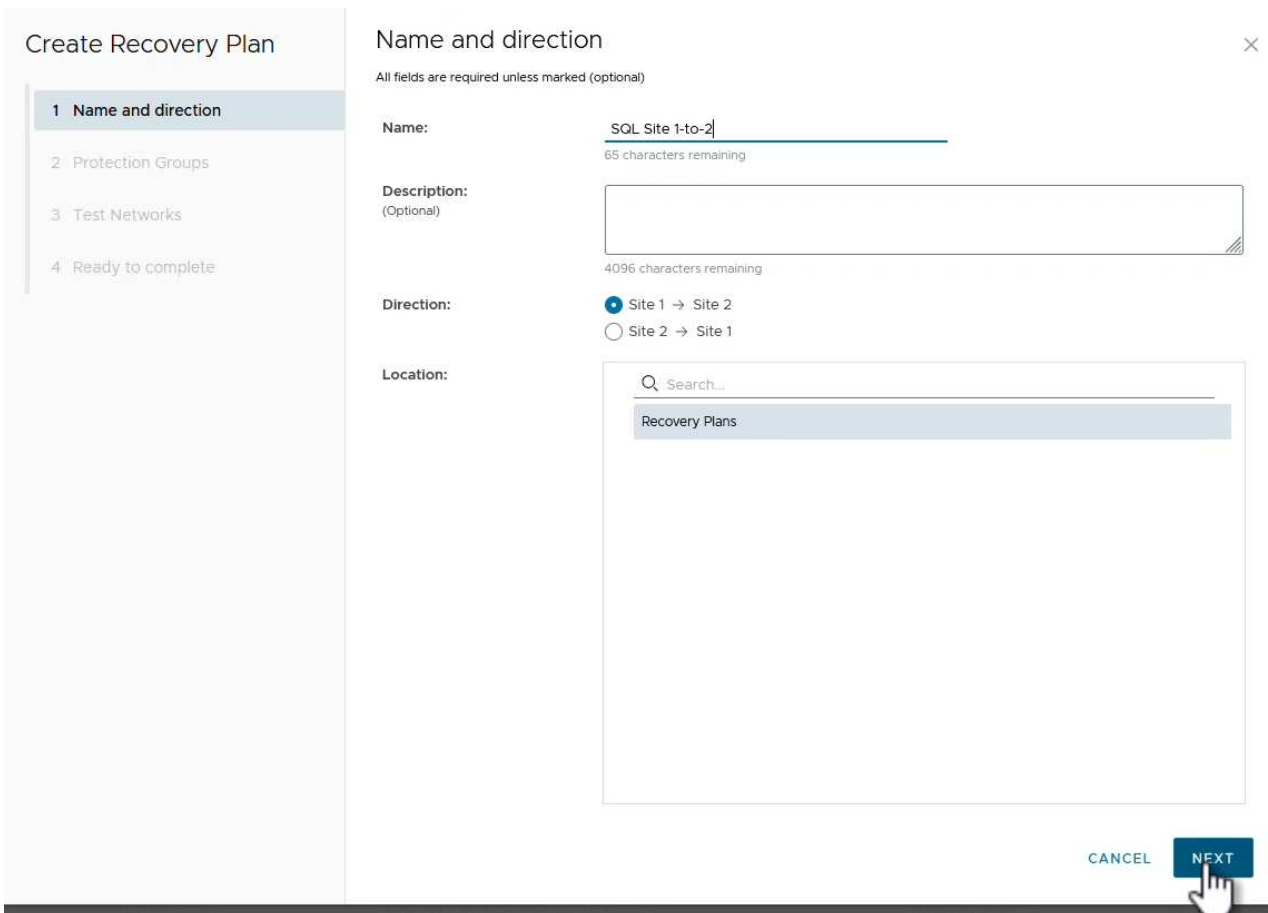 Create Recovery Plan
1 Name and direction
2 Protection Groups
3 Test Networks
4 Ready to complete
Name and direction
All fields are required unless marked (optional)
Name:
SQL Site 1-to-2
65 characters remaining
Description:
(Optional)
4096 characters remaining
Direction:
Site 1 → Site 2
Site 2 → Site 1
Location:
Search...
Recovery Plans
CANCEL
NEXT